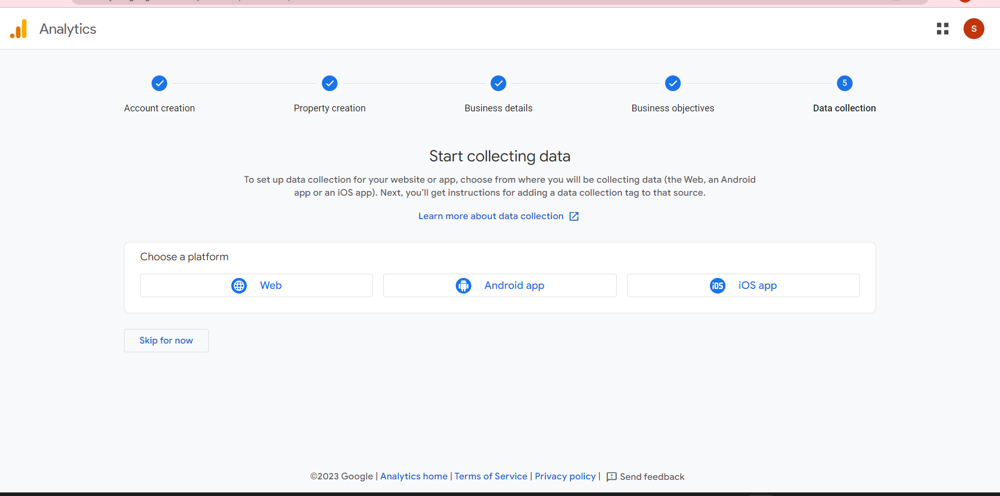 Analytics
S
5
Account creation
Property creation
Business details
Business objectives
Data collection
Start collecting data
To set up data collection for your website or app, choose from where you will be collecting data (the Web, an Android
app or an iOS app). Next, you’ll get instructions for adding a data collection tag to that source.
Learn more about data collection
Choose a platform
Web
Android app
iOS
iOS app
Skip for now
©2023 Google | Analytics home | Terms of Service | Privacy policy | Send feedback